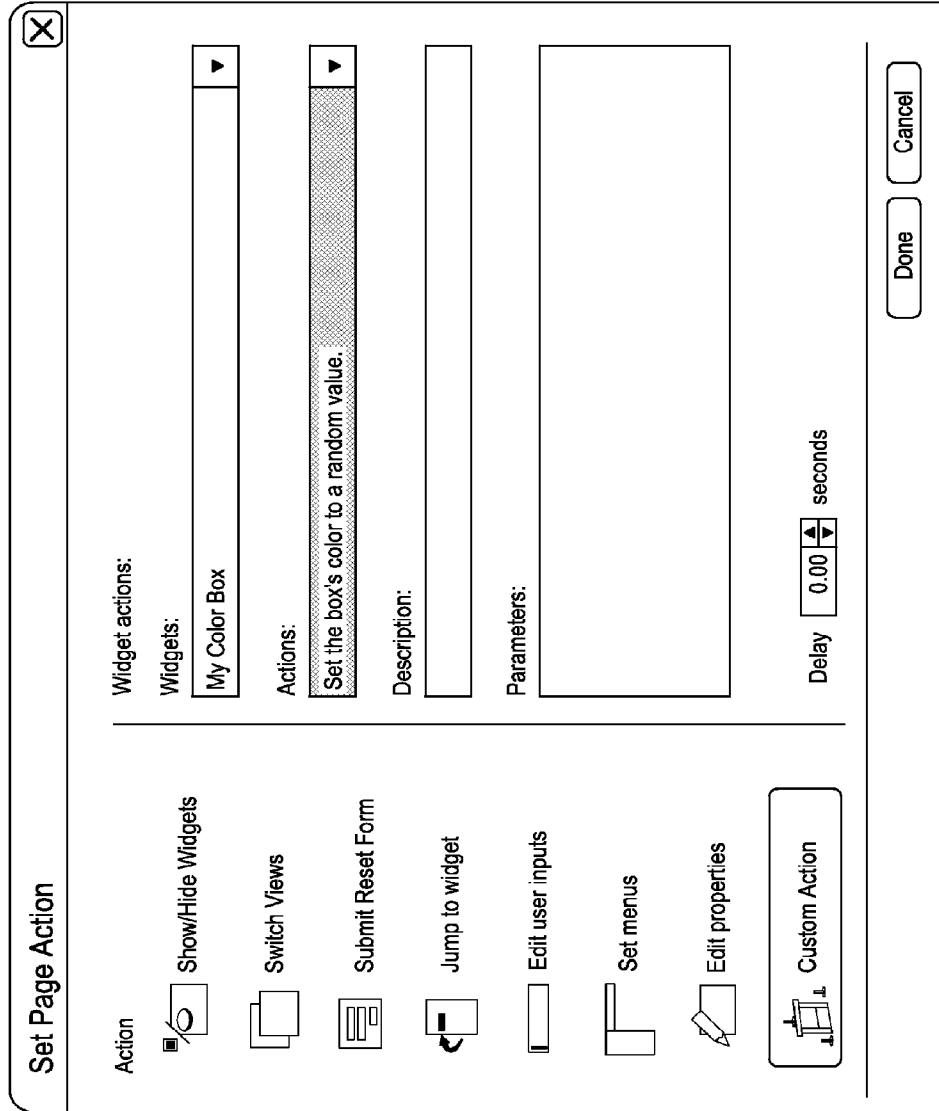 Set Page Action
Action
Show/Hide Widgets
Switch Views
Submit Reset Form
Jump to widget
Edit user inputs
Set menus
Edit properties
Custom Action
Widget actions:
Widgets:
My Color Box
Actions:
Set the box's color to a random value.
Description:
Parameters:
Delay 0.00 seconds
Done Cancel